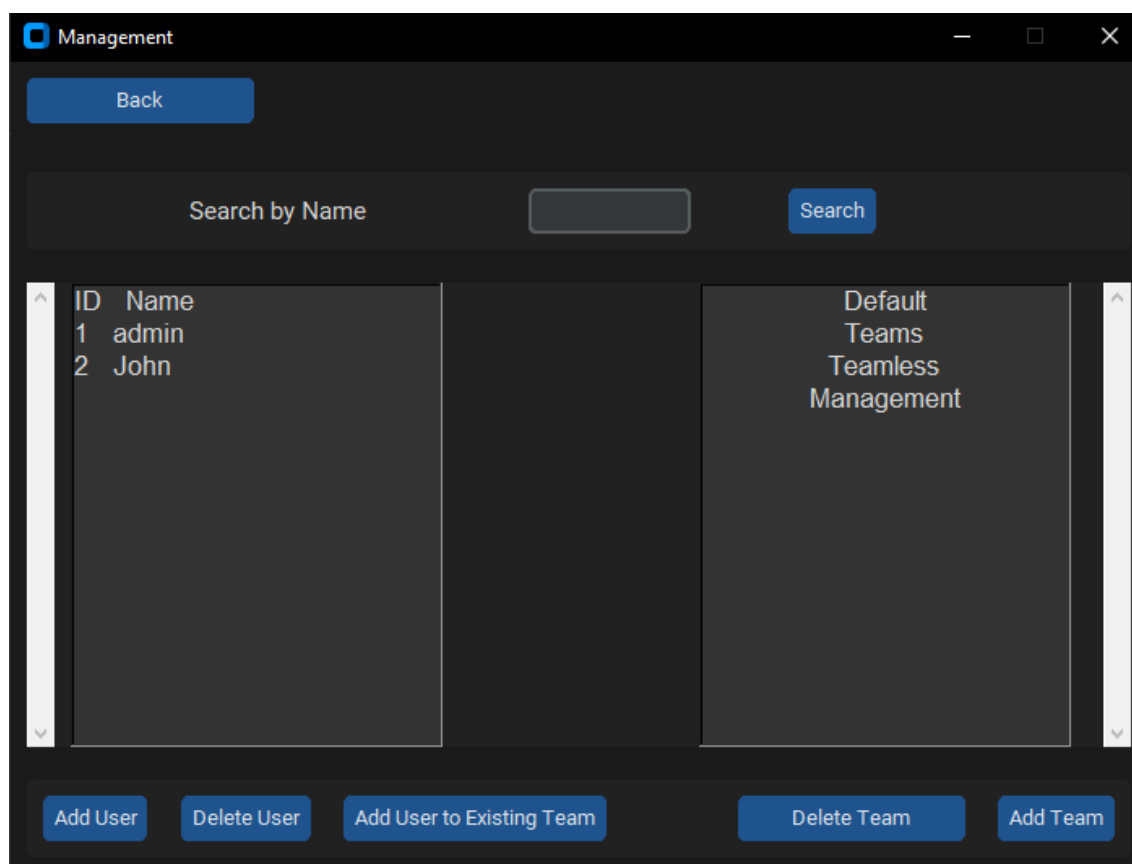 Management
Back
Search by Name
Search
ID Name
1 admin
2 John
Default
Teams
Teamless
Management
Add User
Delete User
Add User to Existing Team
Delete Team
Add Team